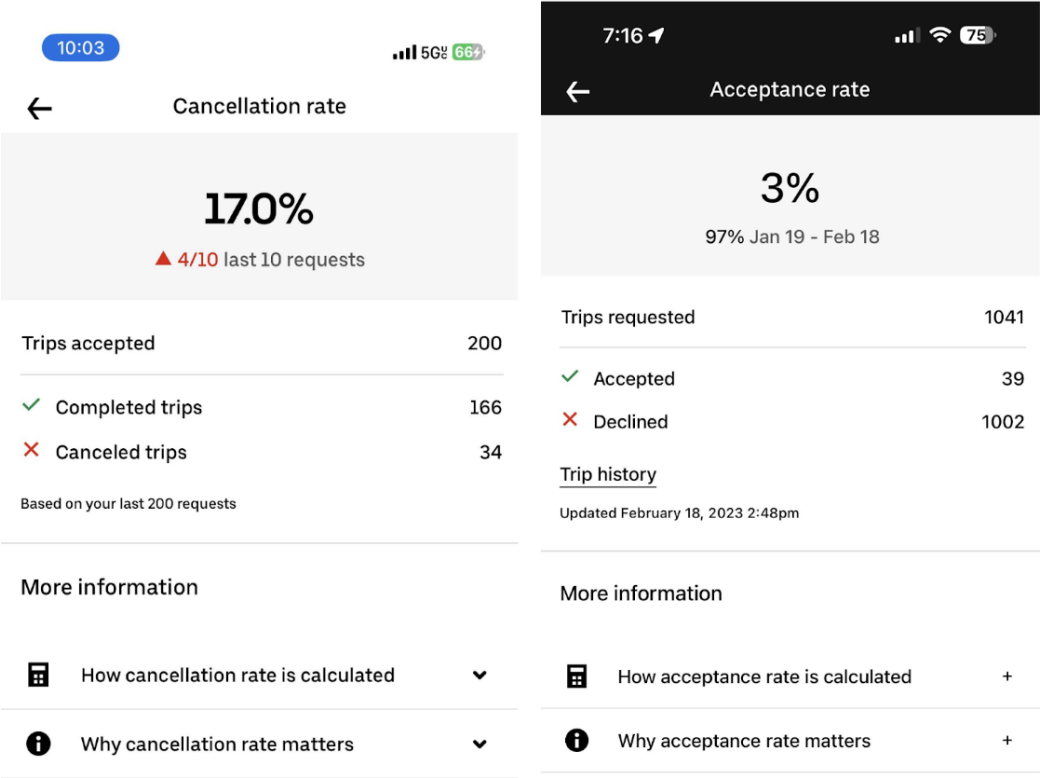 10:03
5G
66
Cancellation rate
17.0%
4/10 last 10 requests
Trips accepted 200
Completed trips 166
Canceled trips 34
Based on your last 200 requests
More information
How cancellation rate is calculated
Why cancellation rate matters
7:16
75
Acceptance rate
3%
97% Jan 19 - Feb 18
Trips requested 1041
Accepted 39
Declined 1002
Trip history
Updated February 18, 2023 2:48pm
More information
How acceptance rate is calculated
Why acceptance rate matters